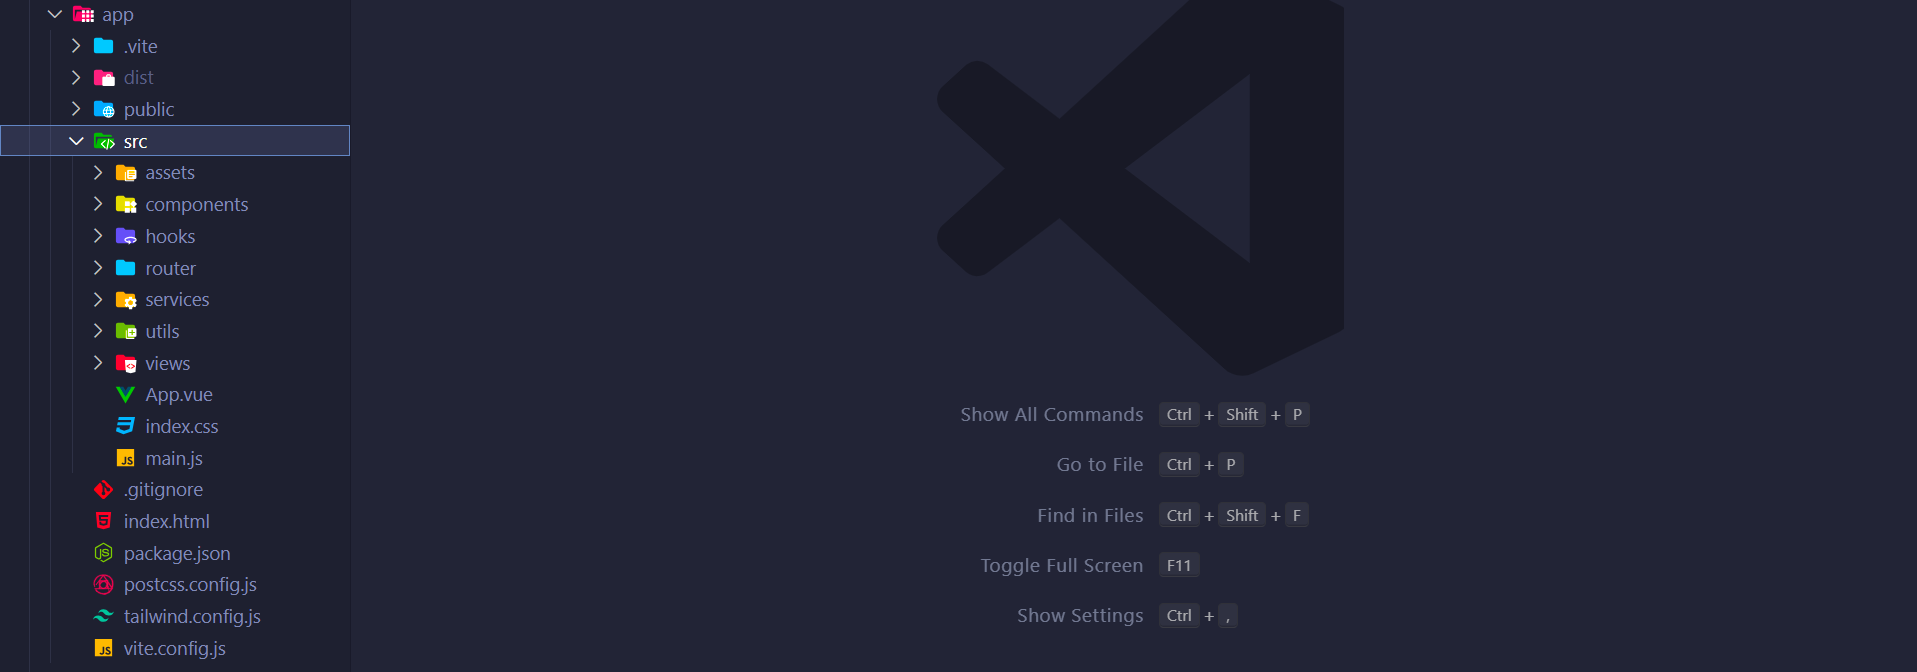 app
.vite
dist
public
src
assets
components
hooks
router
services
utils
views
App.vue
index.css
JS main.js
.gitignore
index.html
package.json
postcss.config.js
tailwind.config.js
JS vite.config.js
Show All Commands Ctrl + Shift + P
Go to File Ctrl + P
Find in Files Ctrl + Shift + F
Toggle Full Screen F11
Show Settings Ctrl + ,